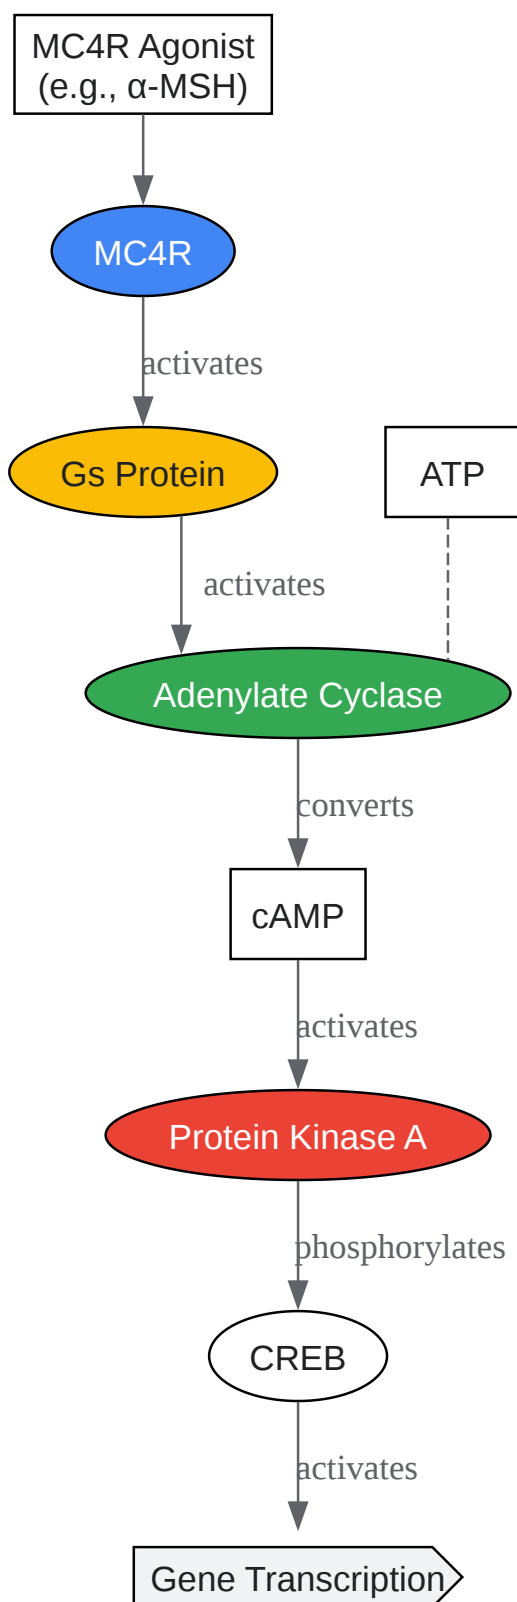 MC4R Agonist
(e.g., α-MSH)
MC4R
activates
Gs Protein
ATP
activates
Adenylate Cyclase
converts
cAMP
activates
Protein Kinase A
phosphorylates
CREB
activates
Gene Transcription